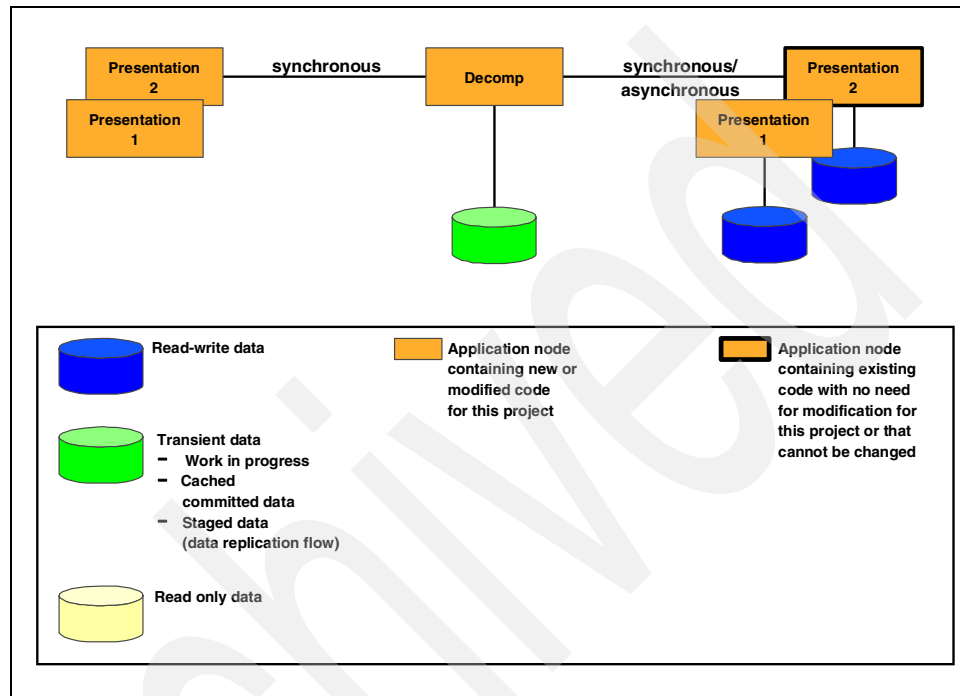 Presentation
2
Presentation
1
synchronous
Decomp
synchronous/
asynchronous
Presentation
2
Presentation
1
Read-write data
Transient data
- Work in progress
- Cached
committed data
- Staged data
(data replication flow)
Read only data
Application node
containing new or
modified code
for this project
Application node
containing existing
code with no need
for modification for
this project or that
cannot be changed
hived